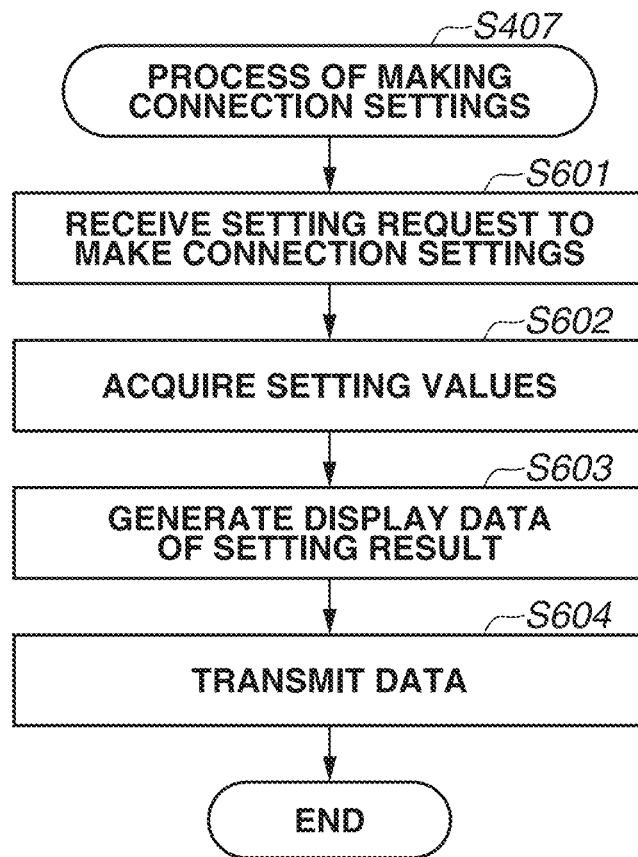 S407
PROCESS OF MAKING
CONNECTION SETTINGS
S601
RECEIVE SETTING REQUEST TO
MAKE CONNECTION SETTINGS
S602
ACQUIRE SETTING VALUES
S603
GENERATE DISPLAY DATA
OF SETTING RESULT
S604
TRANSMIT DATA
END